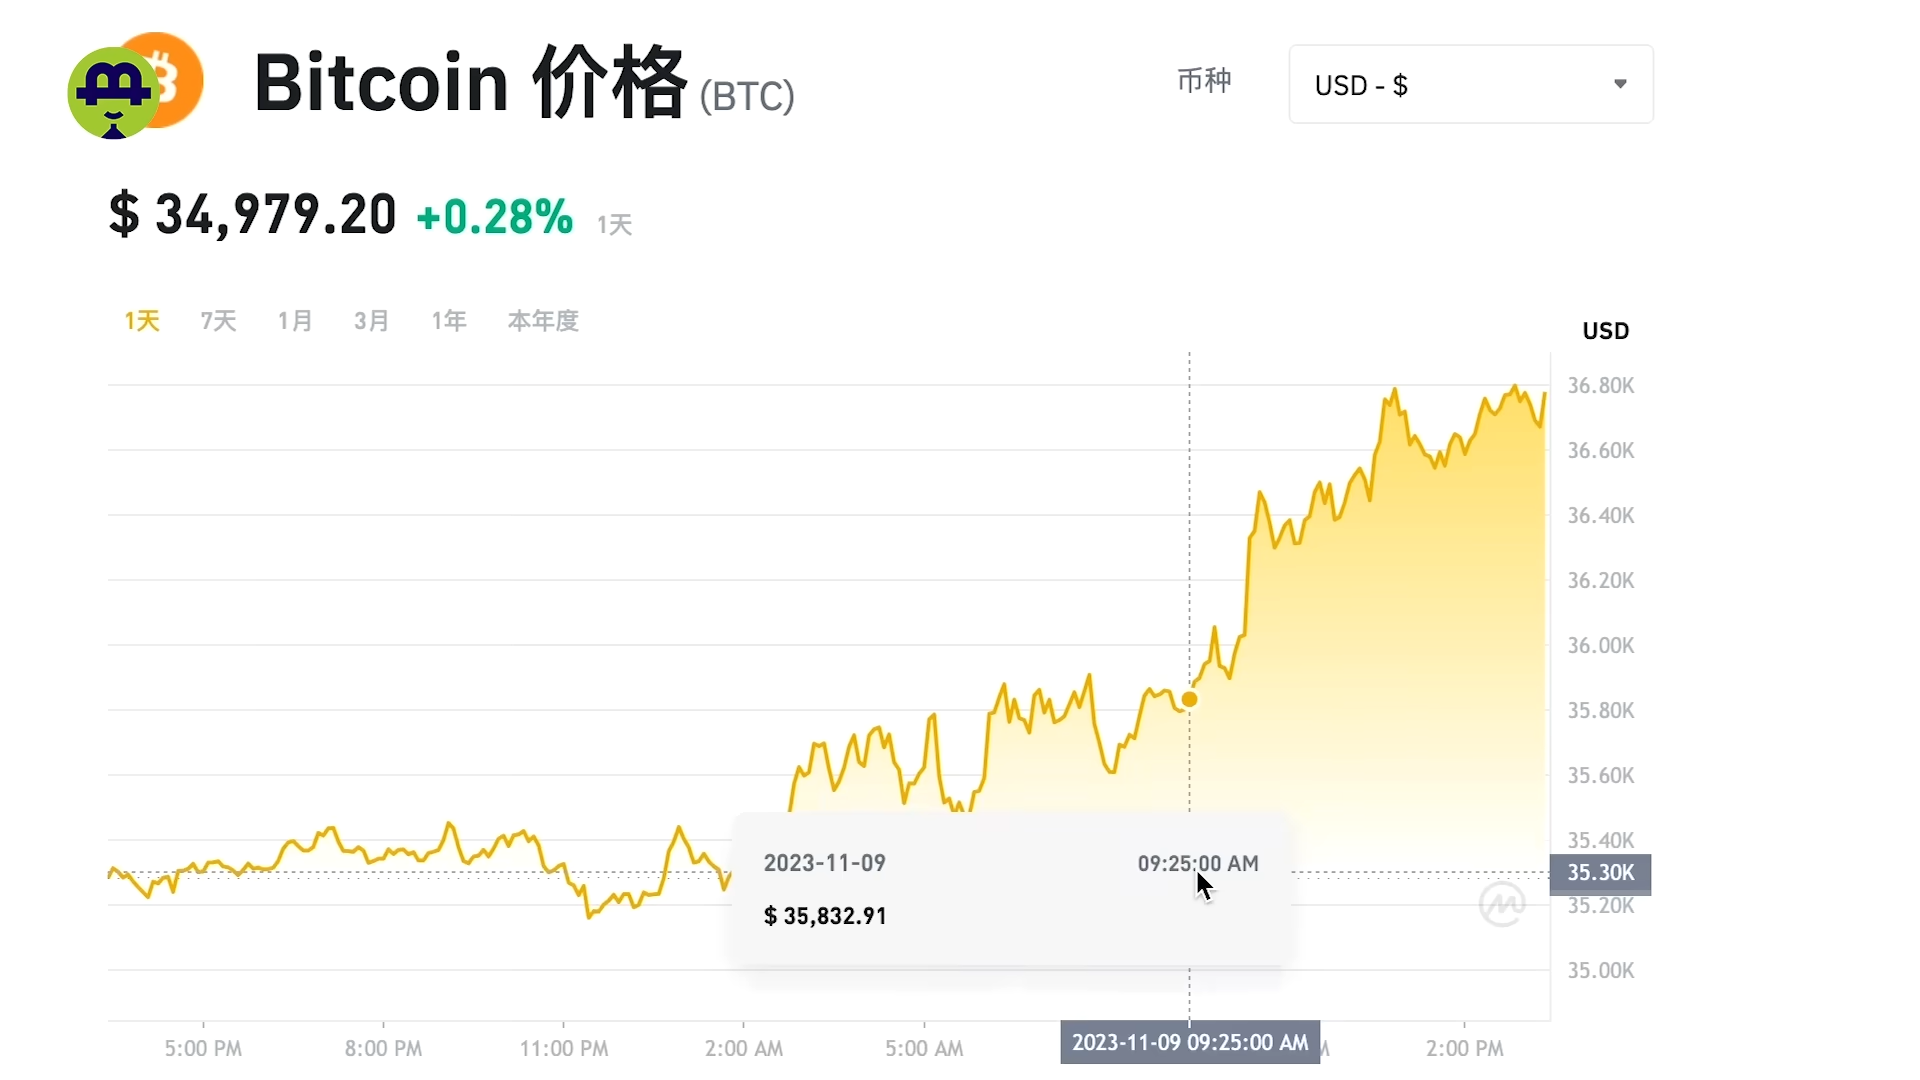 Bitcoin 价格 (BTC)
币种
USD - $
$ 34,979.20 +0.28% 1天
1天 7天 1月 3月 1年 本年度
USD
36.80K
36.60K
36.40K
36.20K
36.00K
35.80K
35.60K
35.40K
35.30K
35.20K
35.00K
2023-11-09 09:25:00 AM
$ 35,832.91
5:00 PM 8:00 PM 11:00 PM 2:00 AM 5:00 AM 2023-11-09 09:25:00 AM 2:00 PM